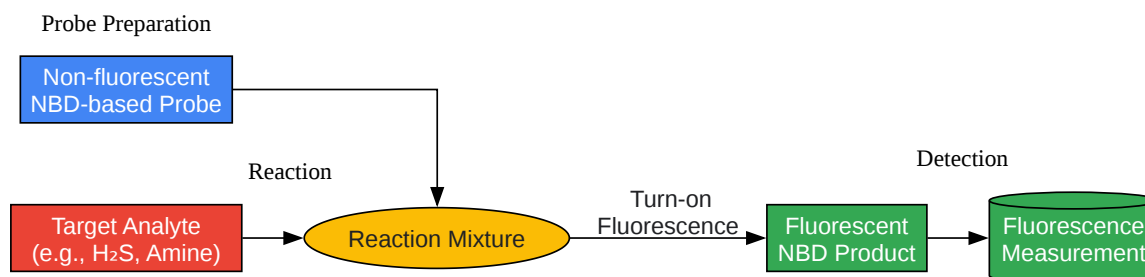 Probe Preparation
Non-fluorescent
NBD-based Probe
Reaction
Target Analyte
(e.g., H₂S, Amine)
Reaction Mixture
Turn-on
Fluorescence
Fluorescent
NBD Product
Detection
Fluorescence
Measurement